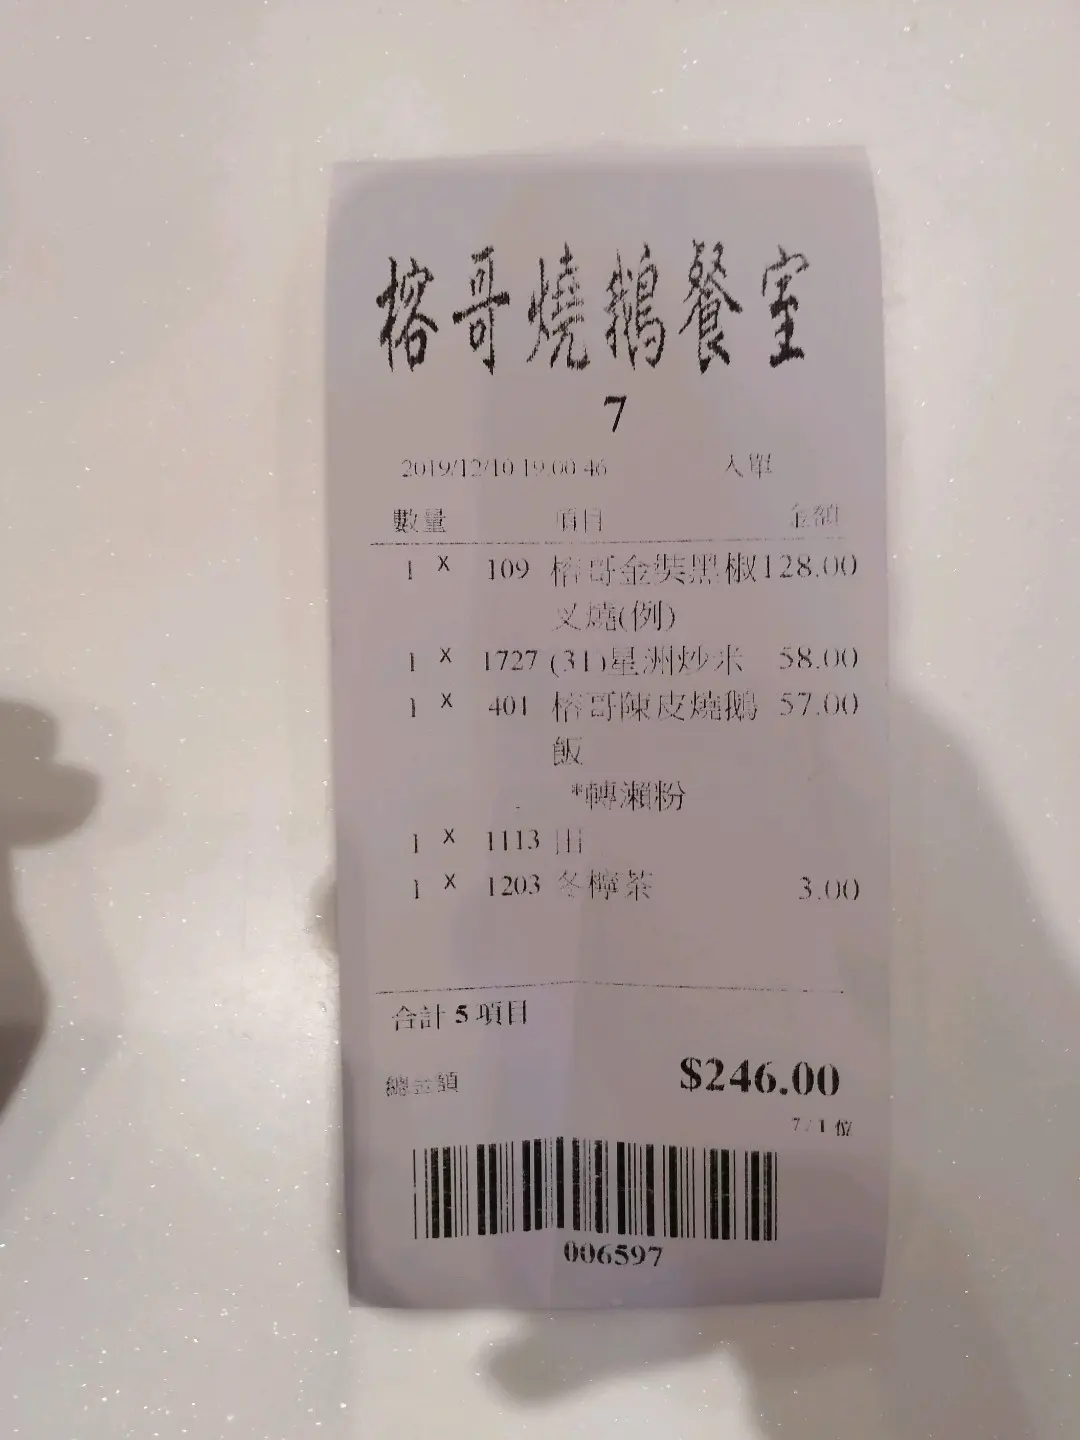 榕哥燒鵝餐室
7
2019/12/10 19:00:46 入單
數量 項目 金額
1 x 109 榕哥金裝黑椒 128.00
叉燒(例)
1 x 1727 (31)星洲炒米 58.00
1 x 401 榕哥陳皮燒鵝 57.00
飯
*轉瀨粉
1 x 1113
1 x 1203 冬檸茶 3.00
合計 5 項目
總金額 $246.00
7 / 1 位
006597